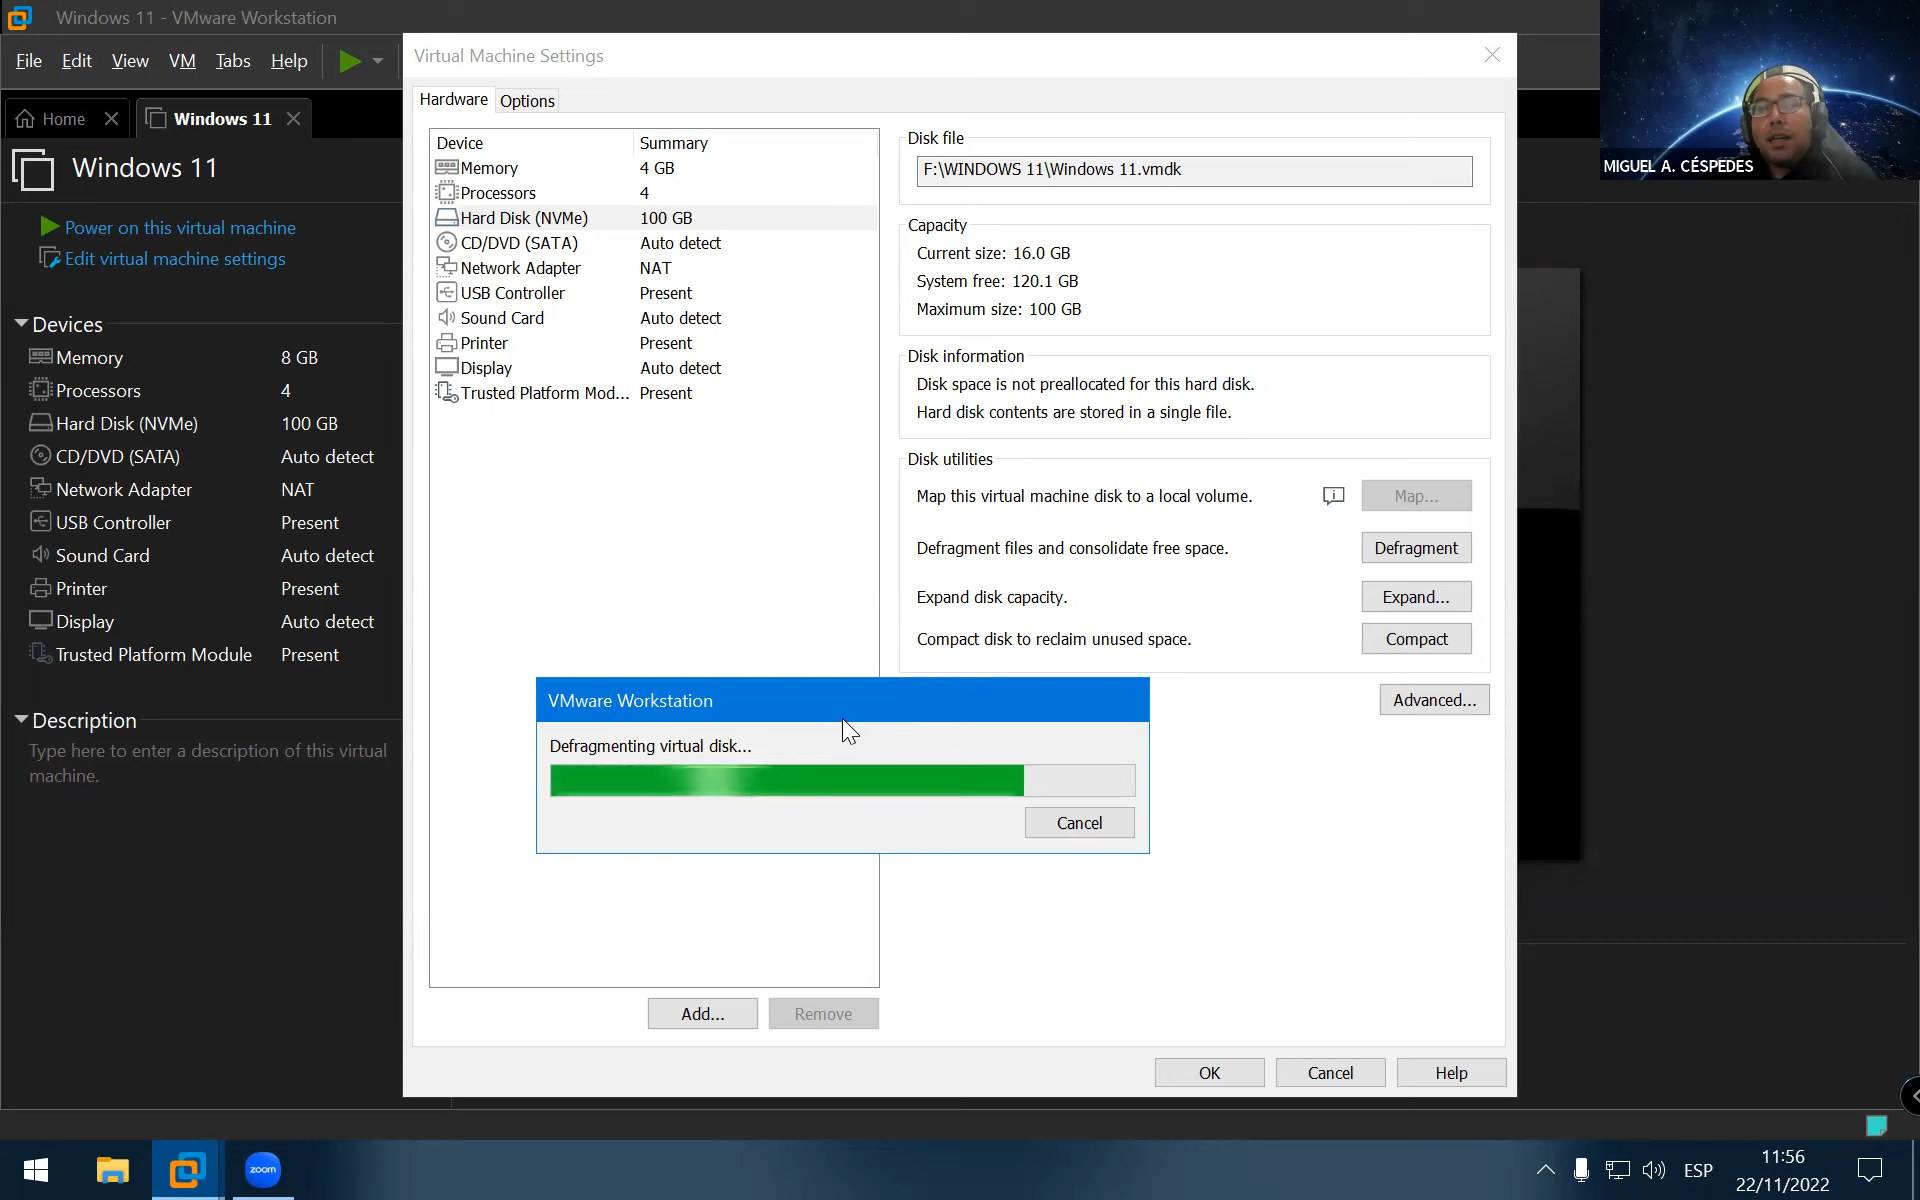 Windows 11 - VMware Workstation
File Edit View VM Tabs Help
Home Windows 11
Windows 11
Power on this virtual machine
Edit virtual machine settings
Devices
Memory 8 GB
Processors 4
Hard Disk (NVMe) 100 GB
CD/DVD (SATA) Auto detect
Network Adapter NAT
USB Controller Present
Sound Card Auto detect
Printer Present
Display Auto detect
Trusted Platform Module Present
Description
Type here to enter a description of this virtual
machine.
Virtual Machine Settings
Hardware Options
Device Summary
Memory 4 GB
Processors 4
Hard Disk (NVMe) 100 GB
CD/DVD (SATA) Auto detect
Network Adapter NAT
USB Controller Present
Sound Card Auto detect
Printer Present
Display Auto detect
Trusted Platform Mod... Present
Disk file
F:\WINDOWS 11\Windows 11.vmdk
Capacity
Current size: 16.0 GB
System free: 120.1 GB
Maximum size: 100 GB
Disk information
Disk space is not preallocated for this hard disk.
Hard disk contents are stored in a single file.
Disk utilities
Map this virtual machine disk to a local volume. Map...
Defragment files and consolidate free space. Defragment
Expand disk capacity. Expand...
Compact disk to reclaim unused space. Compact
Advanced...
VMware Workstation
Defragmenting virtual disk...
Cancel
Add... Remove
OK Cancel Help
MIGUEL A. CÉSPEDES
zoom
ESP
11:56
22/11/2022